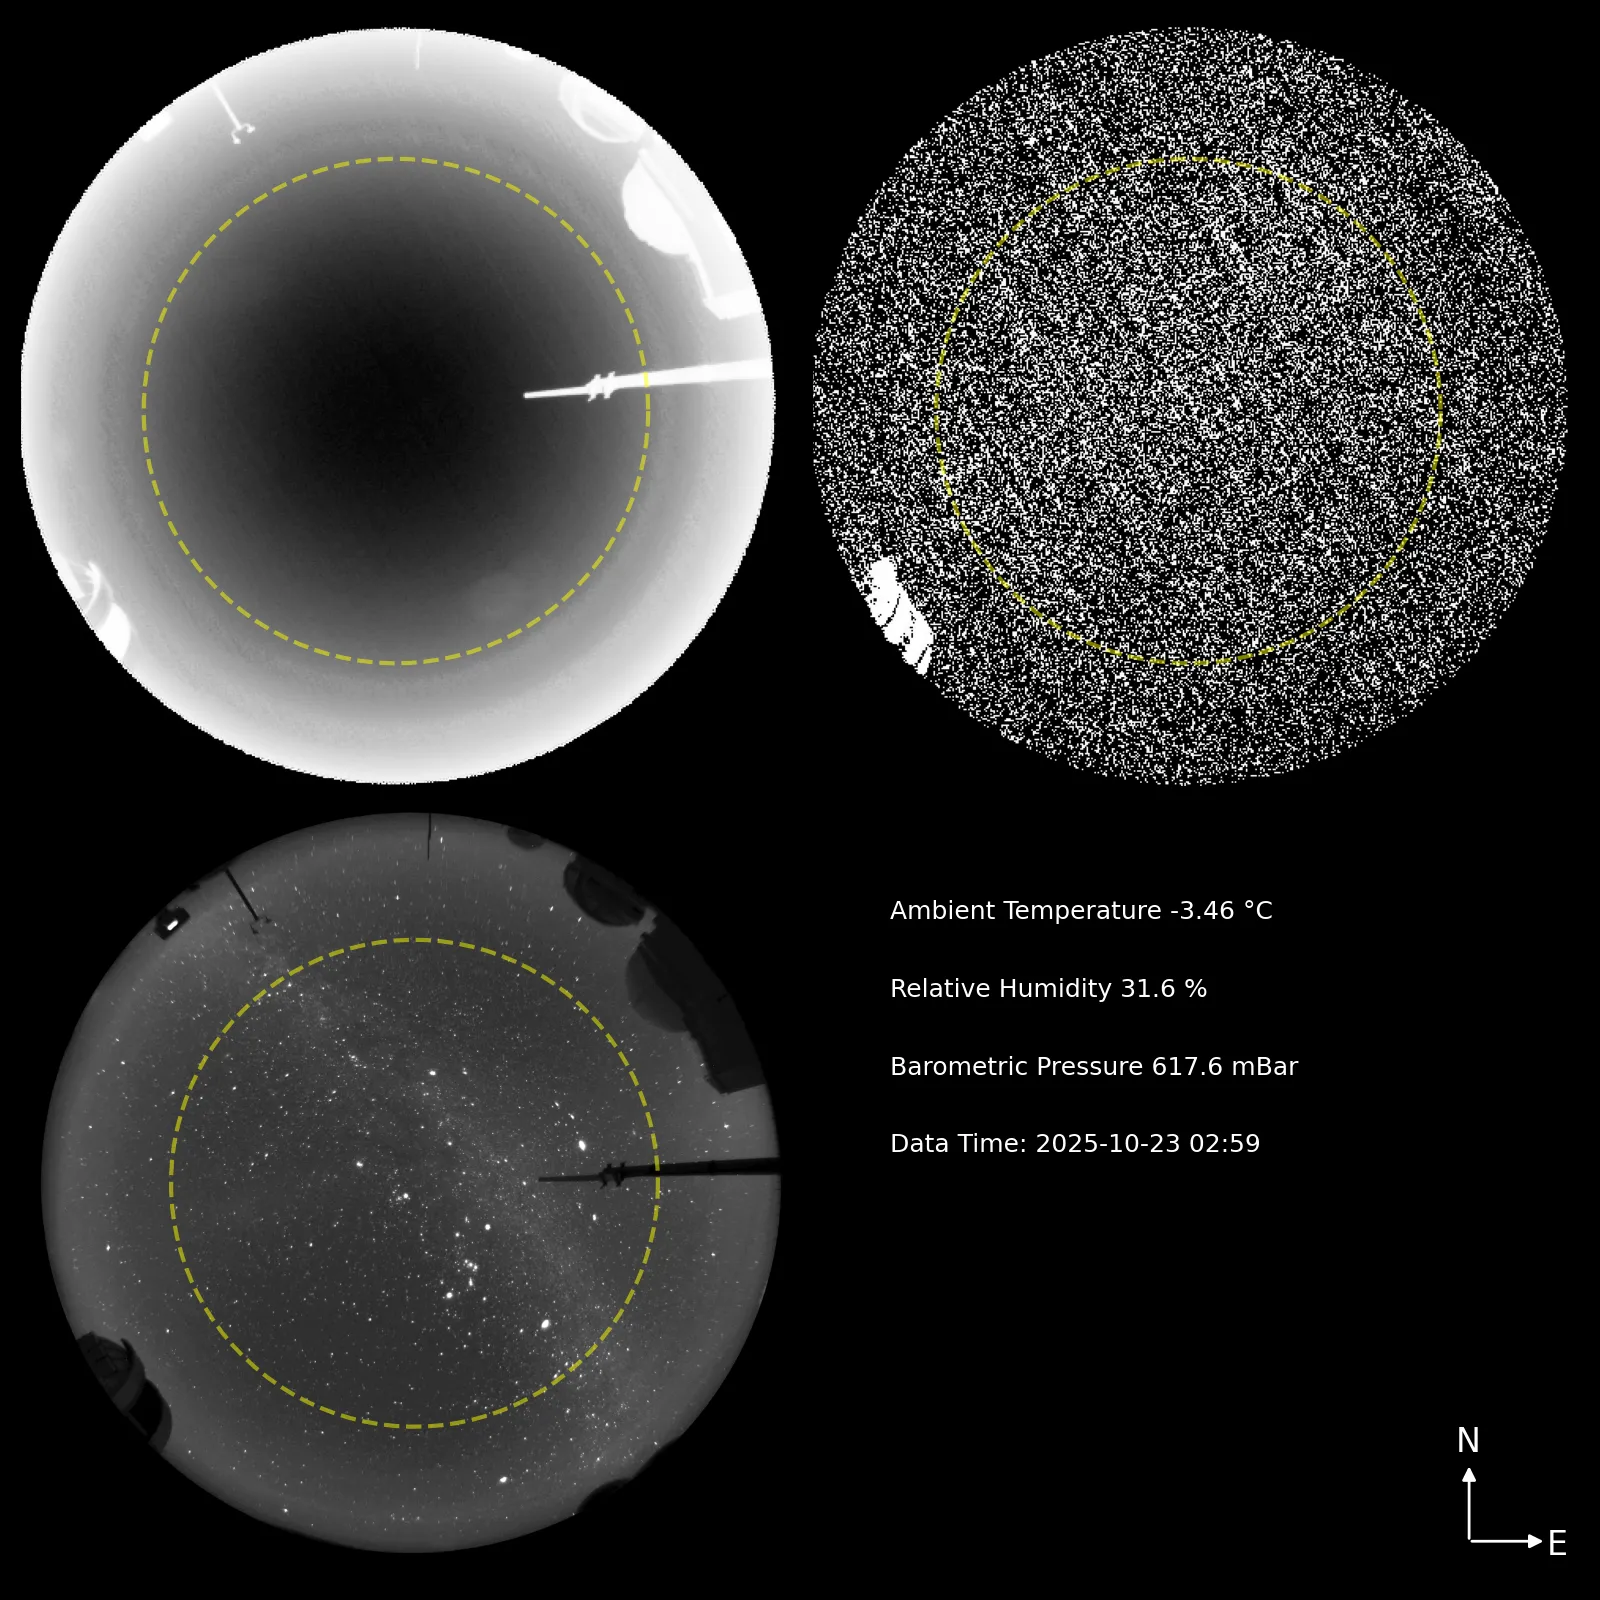 Ambient Temperature -3.46 °C
Relative Humidity 31.6 %
Barometric Pressure 617.6 mBar
Data Time: 2025-10-23 02:59
N
E